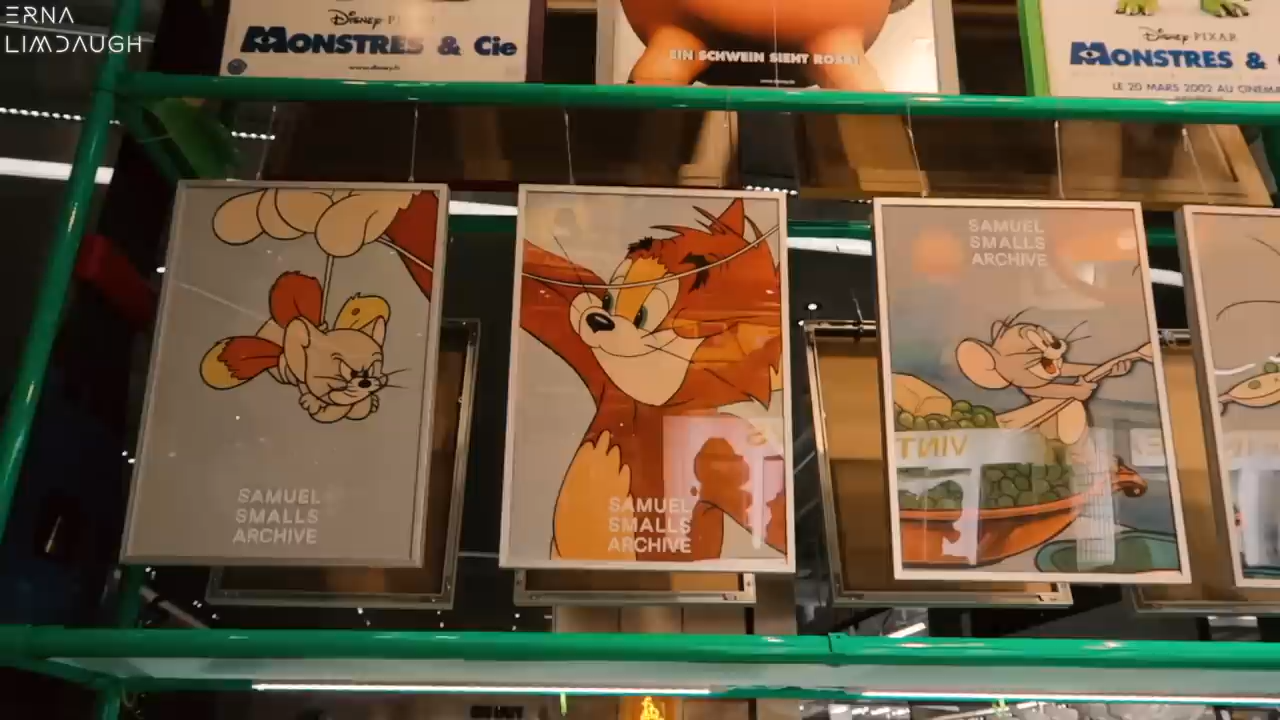 ERNA
LIMDAUGH
Disney·PIXAR
MONSTRES & Cie
EIN SCHWEIN SIEHT
Disney·PIXAR
MONSTRES &
LE 20 MARS 2002 AU CINEMA
SAMUEL
SMALLS
ARCHIVE
SAMUEL
SMALLS
ARCHIVE
SAMUEL
SMALLS
ARCHIVE
VINT